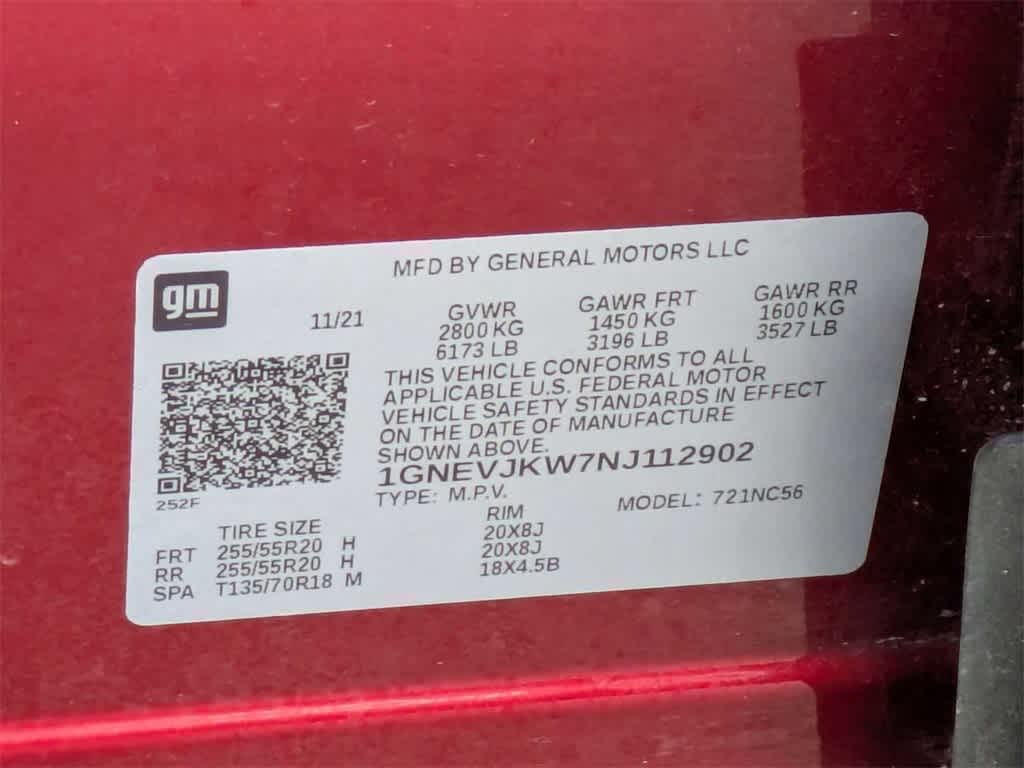 MFD BY GENERAL MOTORS LLC
gm
11/21
GVWR GAWR FRT GAWR RR
2800 KG 1450 KG 1600 KG
6173 LB 3196 LB 3527 LB
THIS VEHICLE CONFORMS TO ALL
APPLICABLE U.S. FEDERAL MOTOR
VEHICLE SAFETY STANDARDS IN EFFECT
ON THE DATE OF MANUFACTURE
SHOWN ABOVE.
1GNEVJKW7NJ112902
252F
TYPE: M.P.V. MODEL: 721NC56
TIRE SIZE RIM
FRT 255/55R20 H 20X8J
RR 255/55R20 H 20X8J
SPA T135/70R18 M 18X4.5B